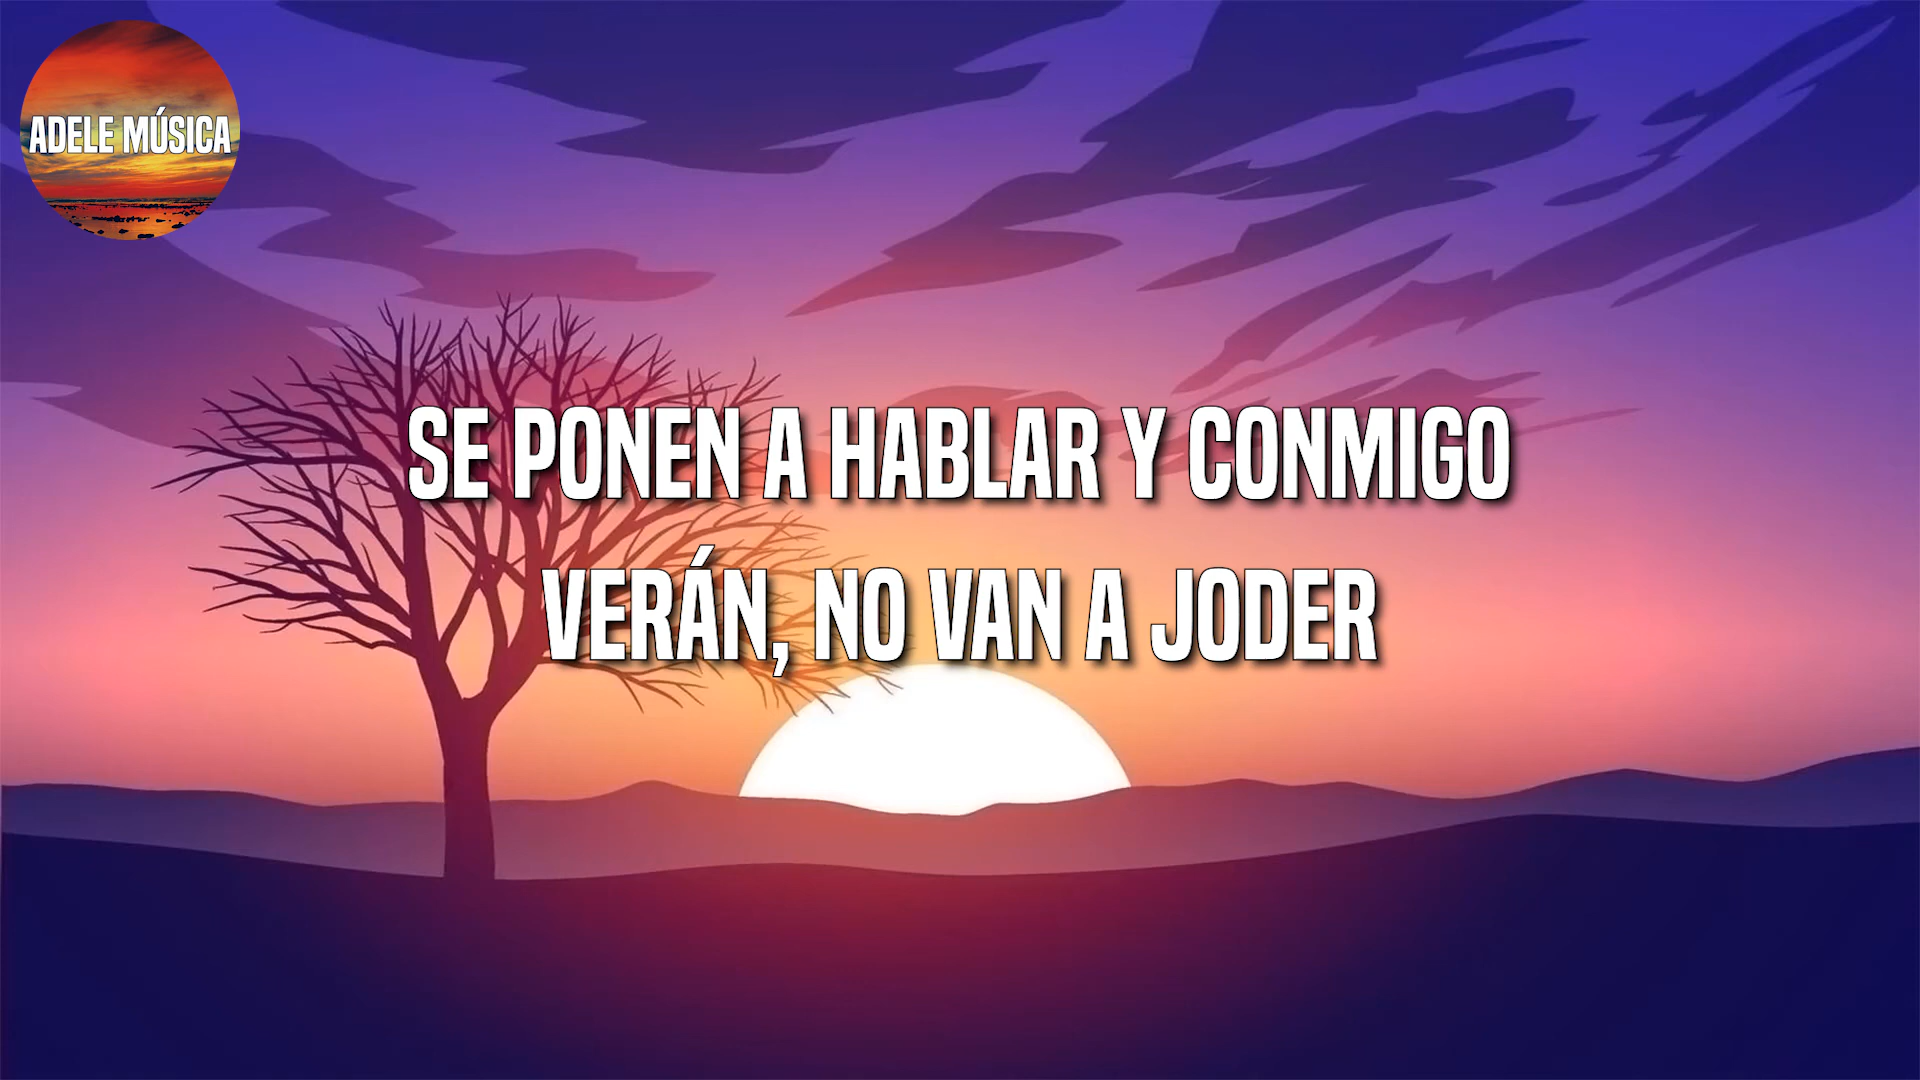 ADELE MÚSICA
SE PONEN A HABLAR Y CONMIGO
VERÁN, NO VAN A JODER